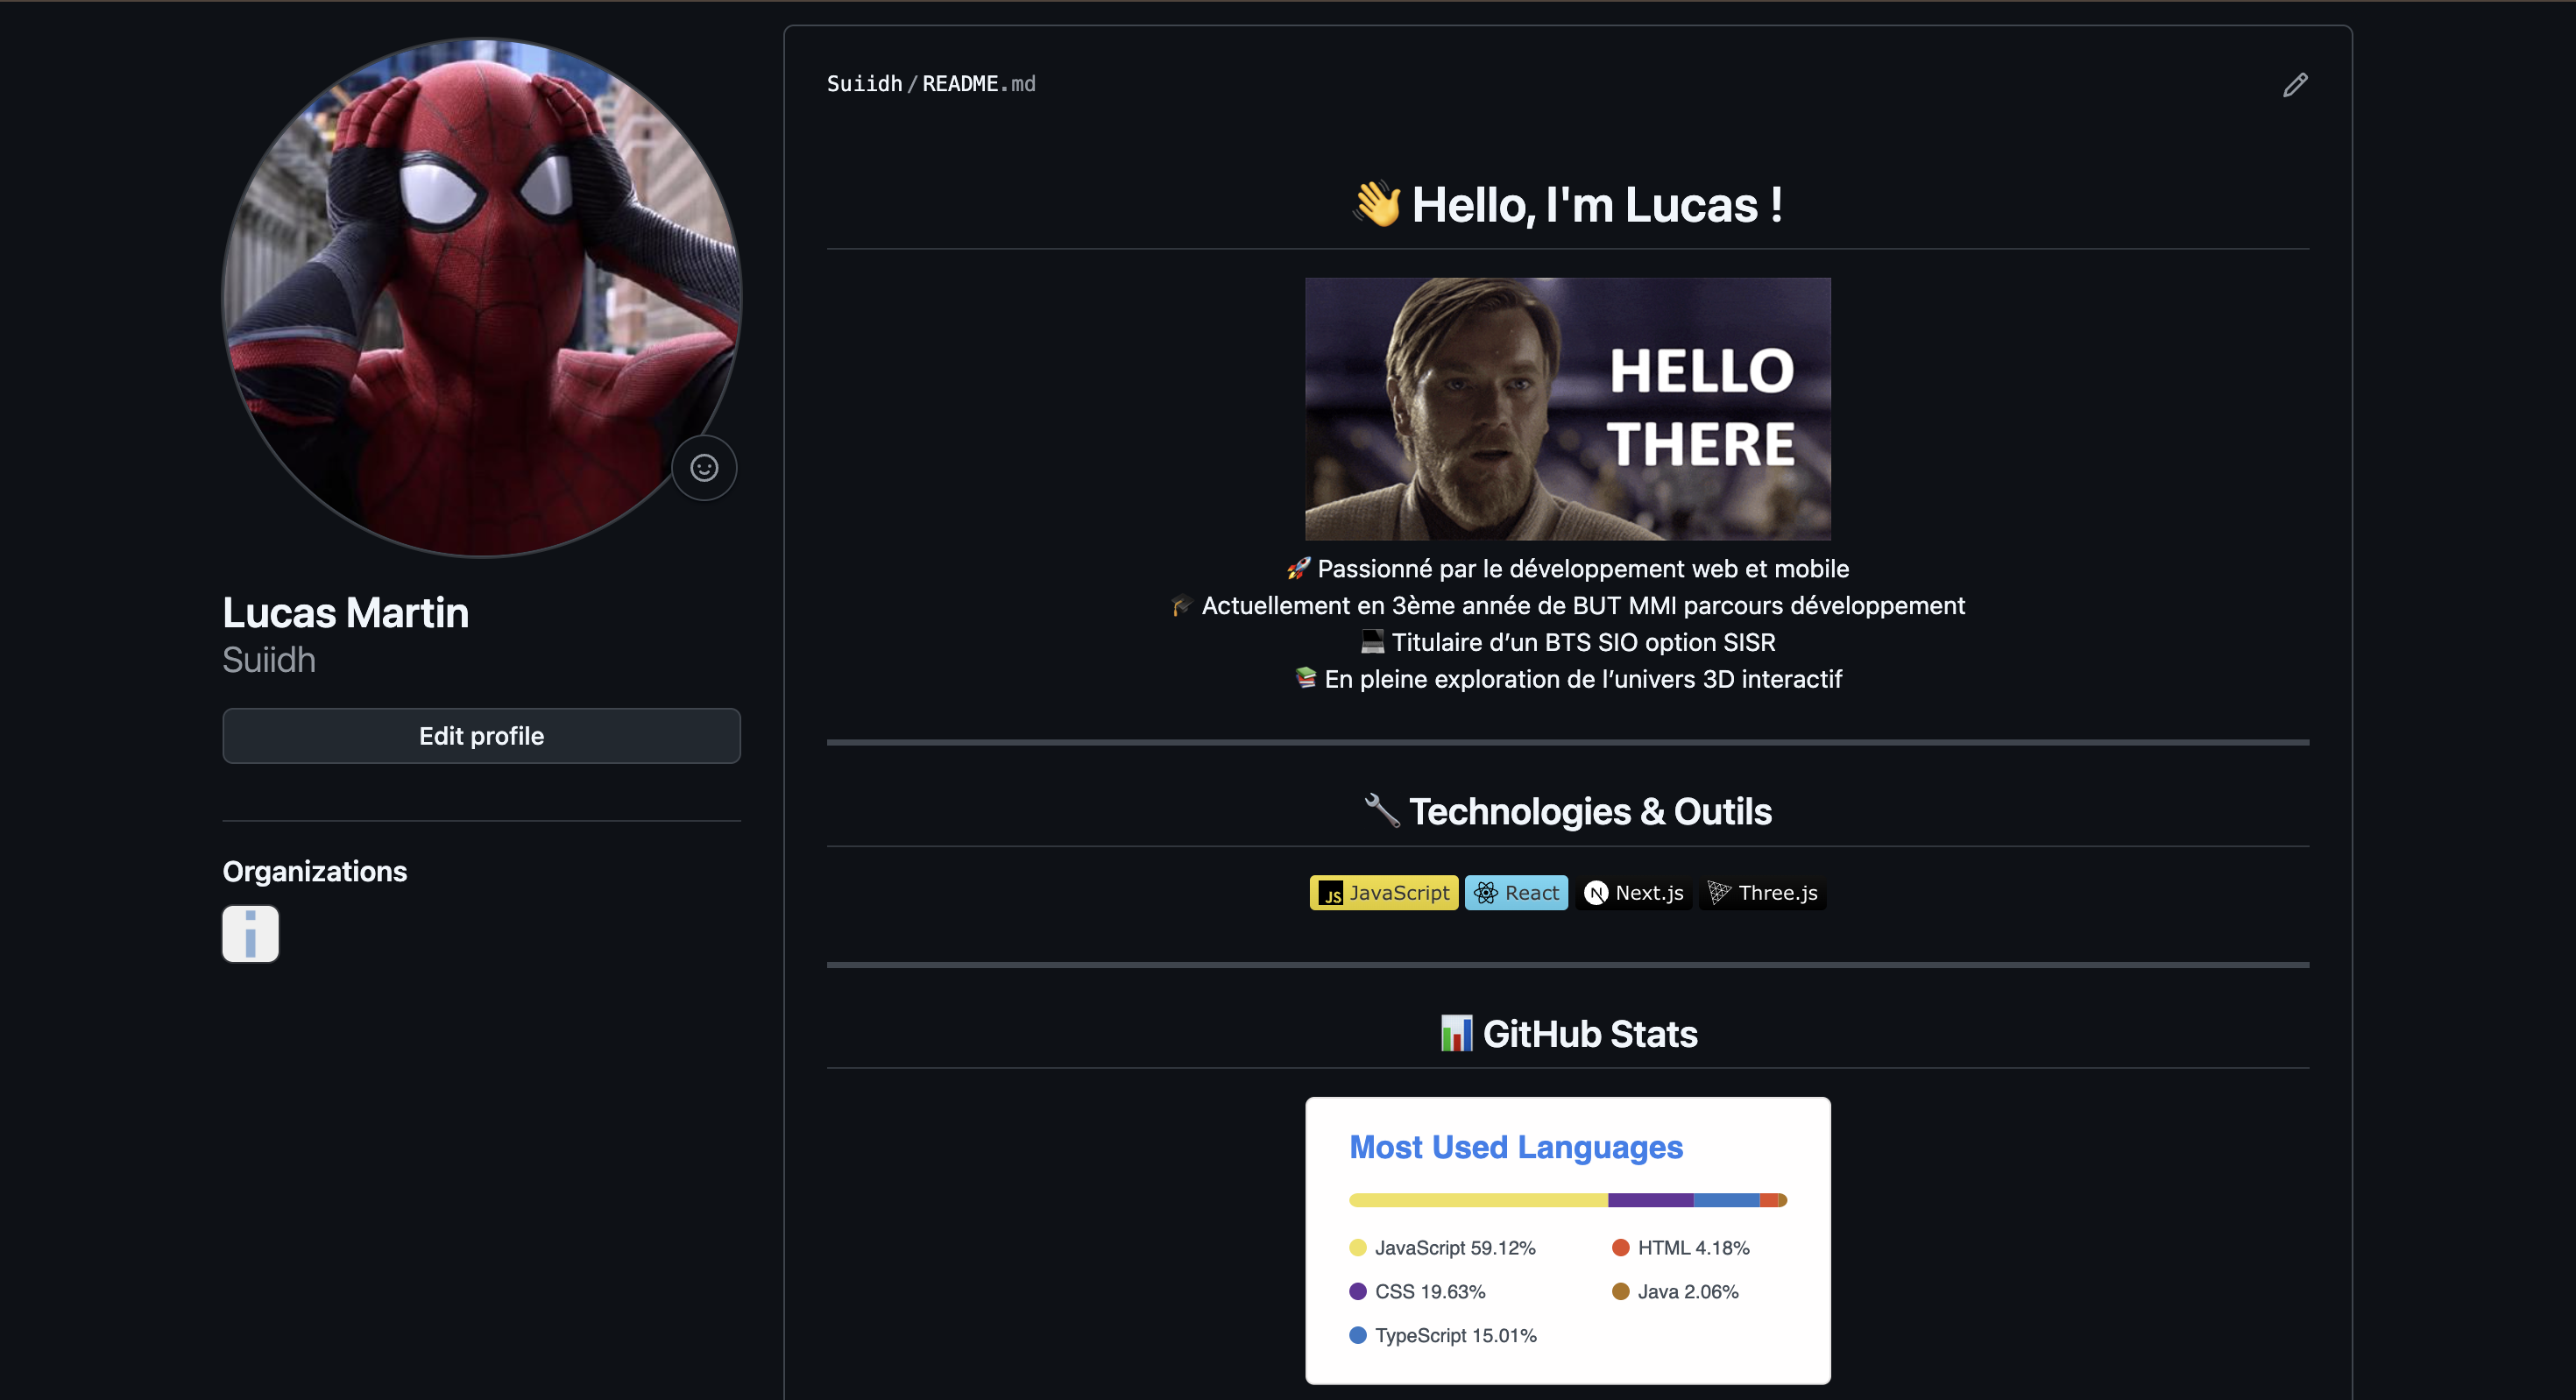 Lucas Martin
Suiidh
Edit profile
Organizations
Suiidh/README.md
👋 Hello, I'm Lucas !
HELLO
THERE
🚀 Passionné par le développement web et mobile
🎓 Actuellement en 3ème année de BUT MMI parcours développement
💻 Titulaire d’un BTS SIO option SISR
📚 En pleine exploration de l’univers 3D interactif
🔧 Technologies & Outils
JS JavaScript React N Next.js Three.js
📊 GitHub Stats
Most Used Languages
JavaScript 59.12%
CSS 19.63%
TypeScript 15.01%
HTML 4.18%
Java 2.06%